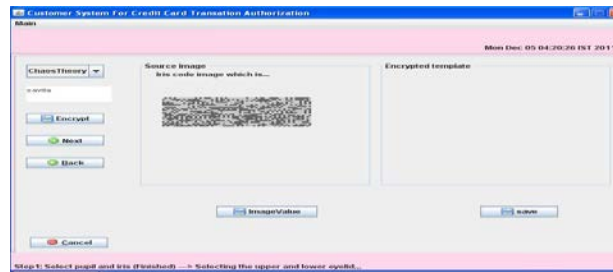 Customer System For Credit Card Transation Authorization
Main
Mon Dec 05 04:20:26 IST 201
ChaosTheory
Source image
Iris code image which is...
Encrypted template
savita
Encrypt
Next
Back
ImageValue
save
Cancel
Step1: Select pupil and iris (Finished) ---> Selecting the upper and lower eyelid...